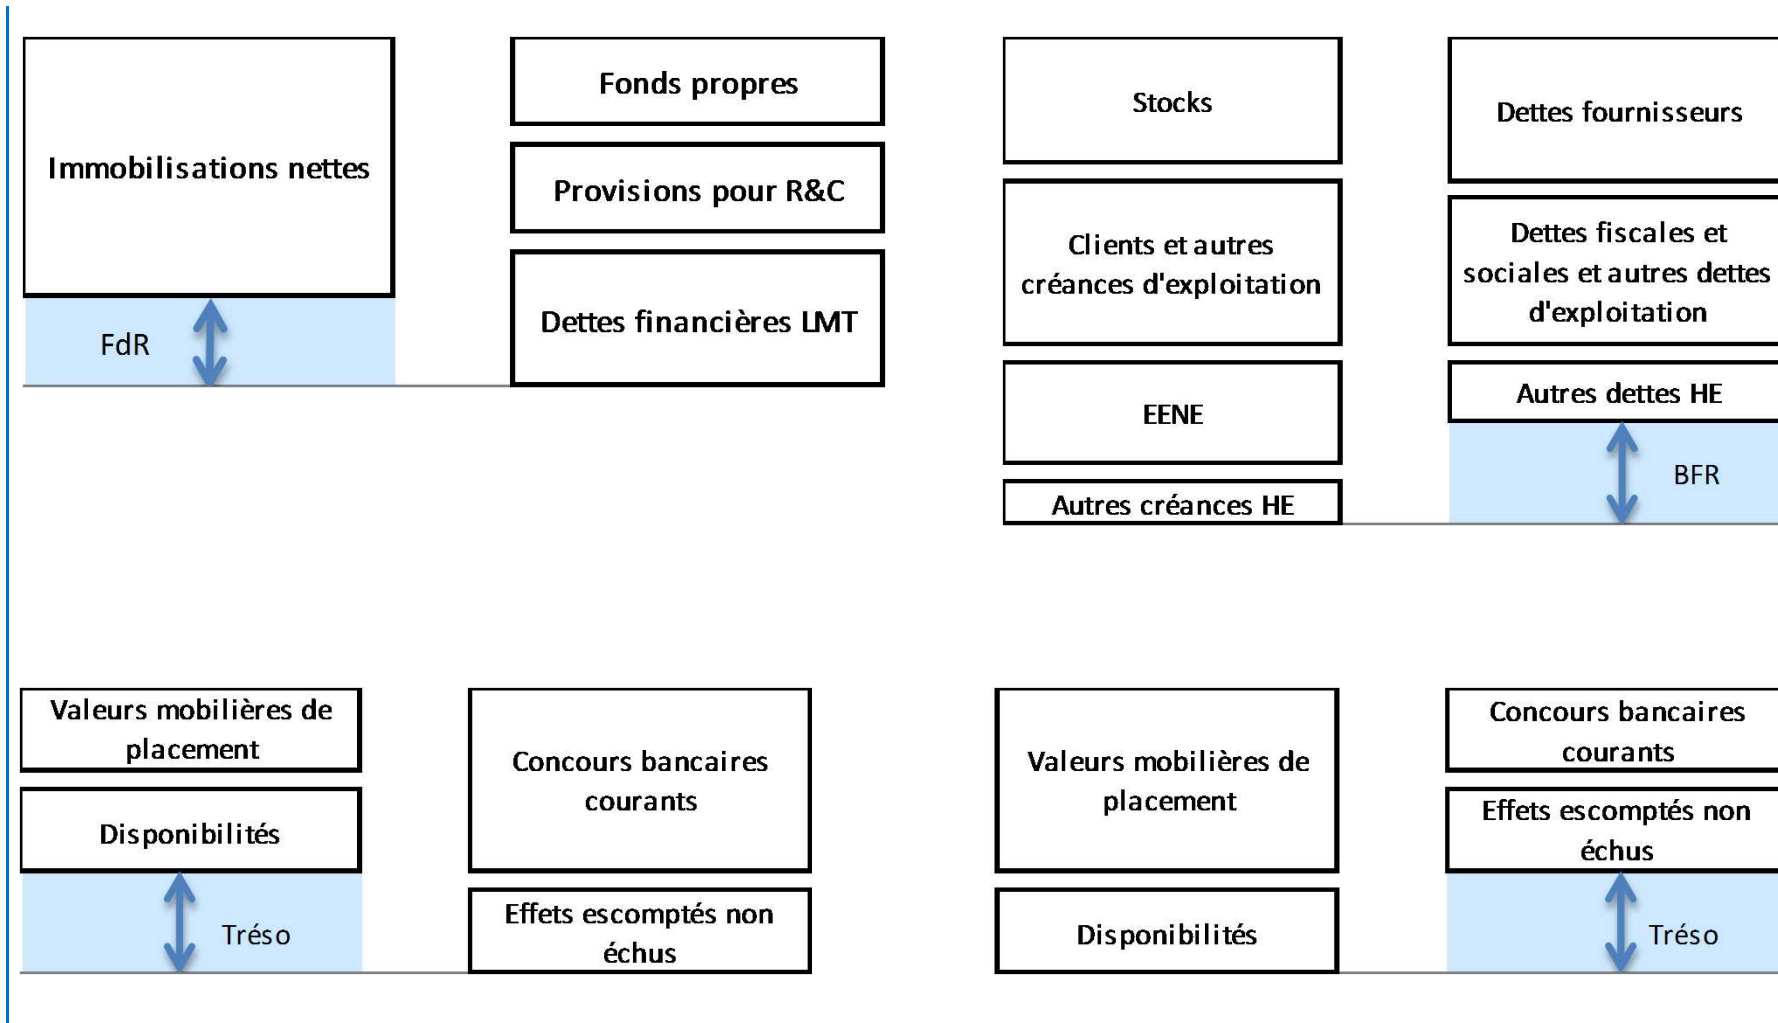 Immobilisations nettes
FdR
Fonds propres
Provisions pour R&C
Dettes financières LMT
Stocks
Clients et autres
créances d'exploitation
EENE
Autres créances HE
Dettes fournisseurs
Dettes fiscales et
sociales et autres dettes
d'exploitation
Autres dettes HE
BFR
Valeurs mobilières de
placement
Disponibilités
Tréso
Concours bancaires
courants
Effets escomptés non
échus
Valeurs mobilières de
placement
Disponibilités
Concours bancaires
courants
Effets escomptés non
échus
Tréso